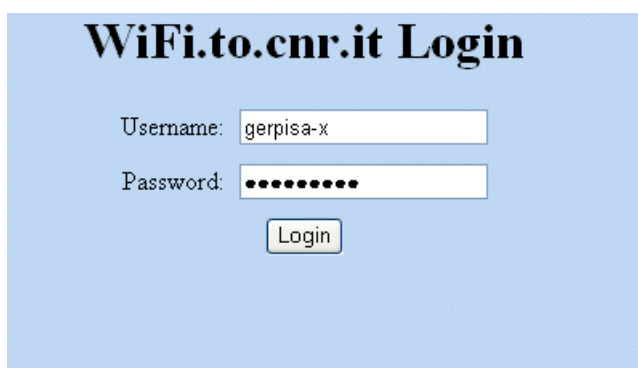 WiFi.to.cnr.it Login
Username: gerpisa-x
Password: •••••••••
Login